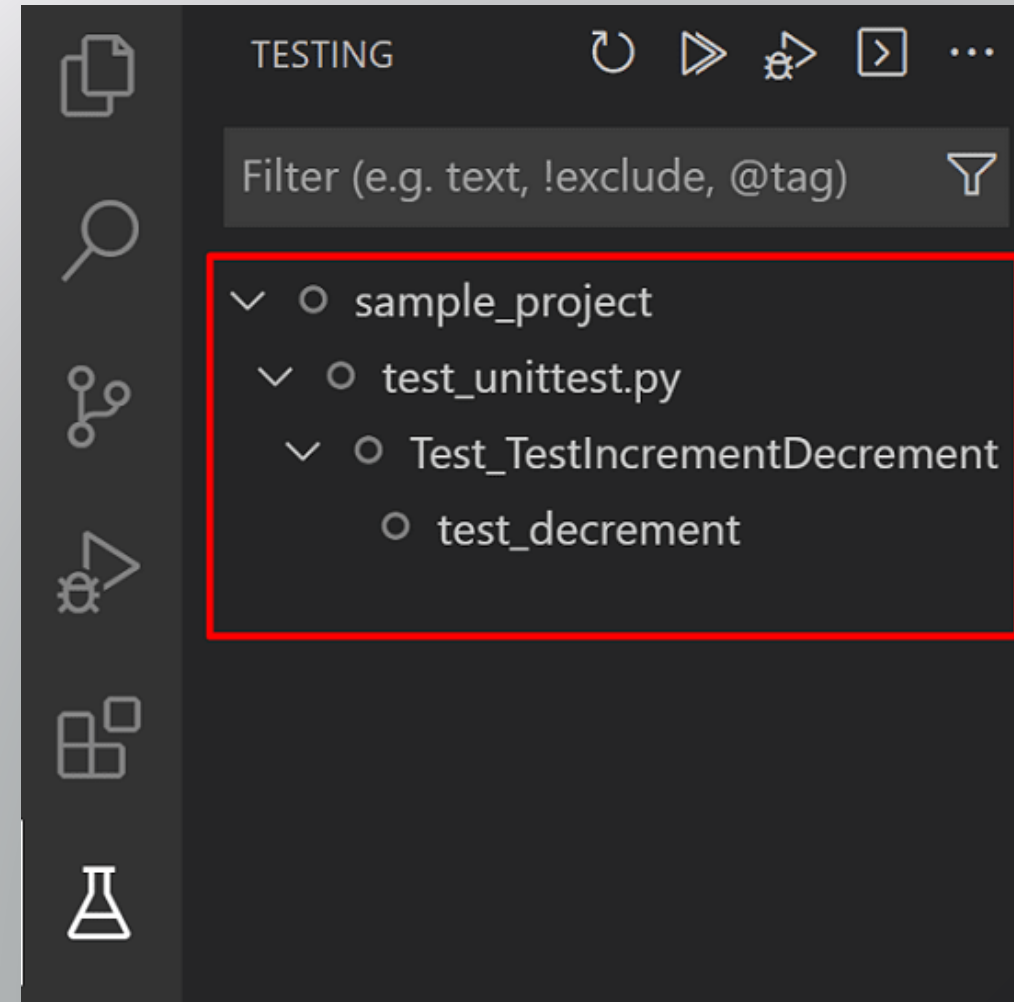 TESTING
Filter (e.g. text, !exclude, @tag)
sample_project
test_unittest.py
Test_TestIncrementDecrement
test_decrement